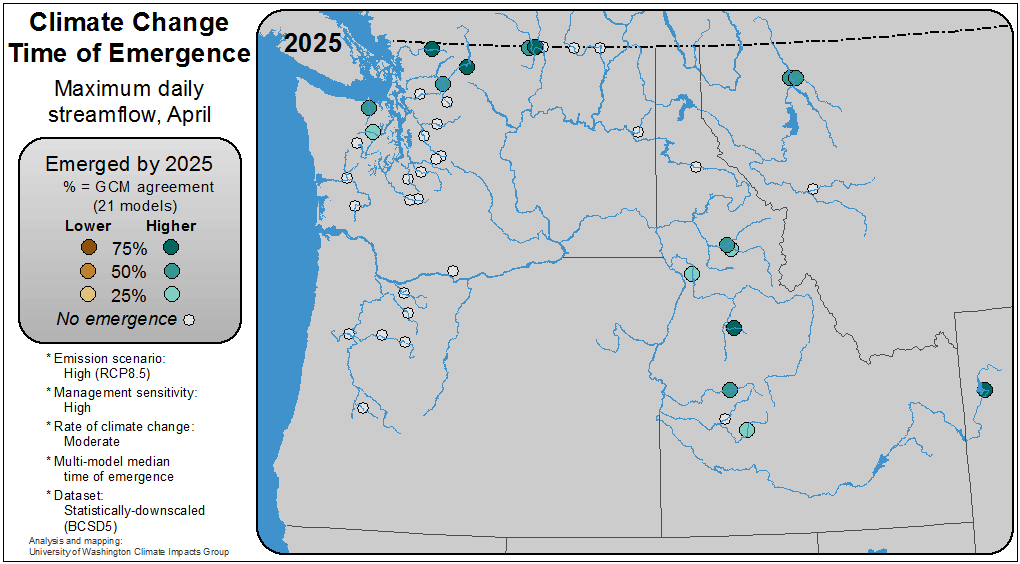 Climate Change
Time of Emergence
Maximum daily
streamflow, April
Emerged by 2025
% = GCM agreement
(21 models)
Lower Higher
75%
50%
25%
No emergence
* Emission scenario:
High (RCP8.5)
* Management sensitivity:
High
* Rate of climate change:
Moderate
* Multi-model median
time of emergence
* Dataset:
Statistically-downscaled
(BCSD5)
Analysis and mapping:
University of Washington Climate Impacts Group
2025